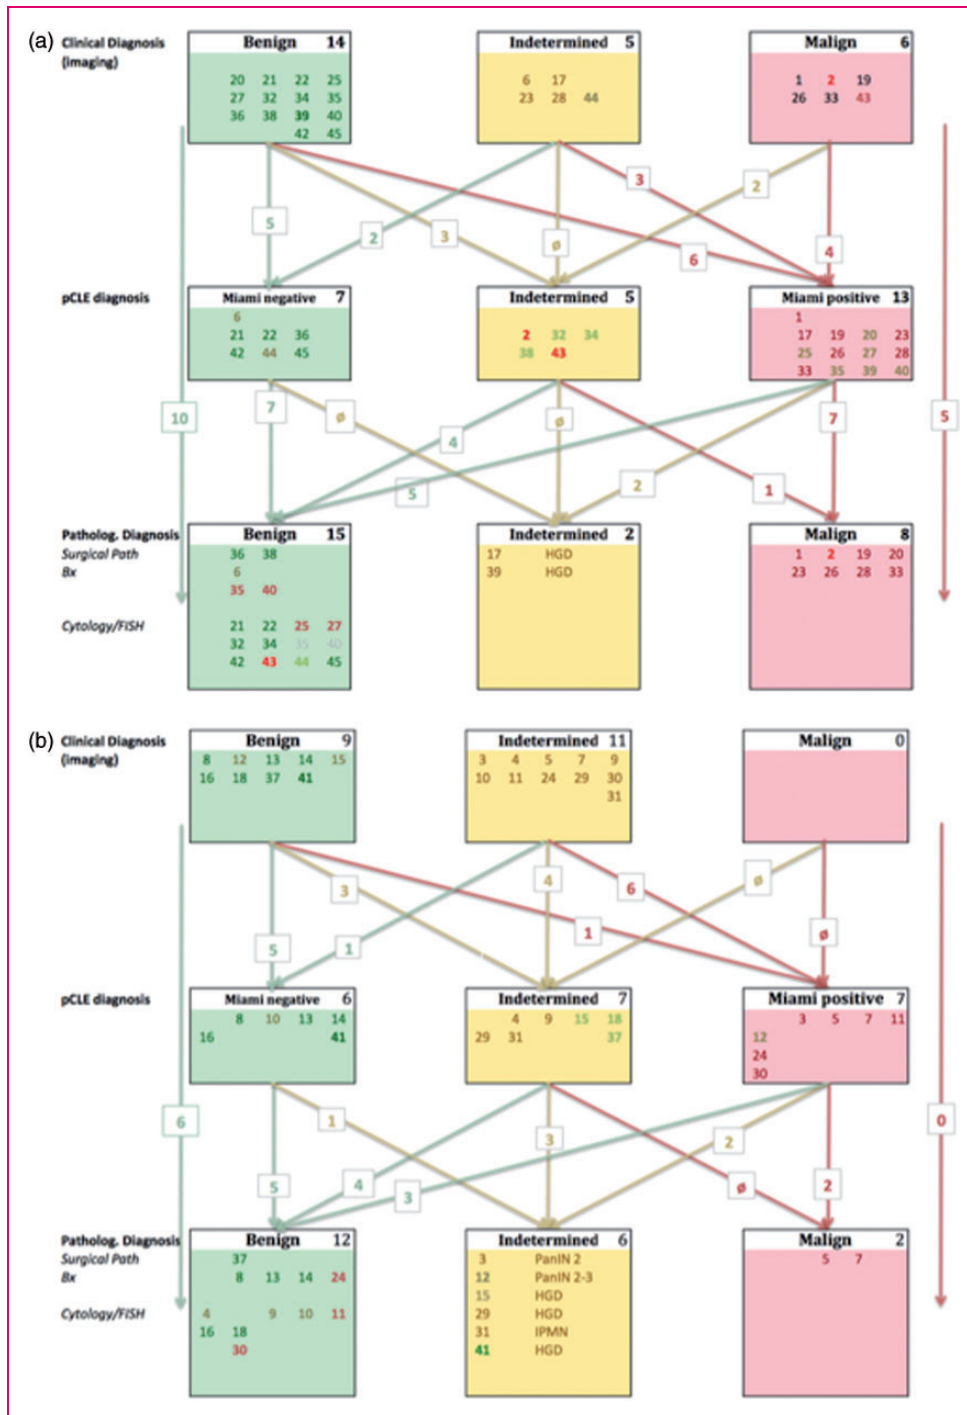 (a) Clinical Diagnosis (imaging)
Benign 14
20 21 22 25
27 32 34 35
36 38 39 40
42 45
Indetermined 5
6 17
23 28 44
Malign 6
1 2 19
26 33 43
3 2
5 2 3 ø 6 4
pCLE diagnosis
Miami negative 7
6
21 22 36
42 44 45
Indetermined 5
2 32 34
38 43
Miami positive 13
1
17 19 20 23
25 26 27 28
33 35 39 40
10 7 ø 4 ø 7 5
5 2 1
Patholog. Diagnosis
Surgical Path
Bx
Cytology/FISH
Benign 15
36 38
6
35 40
21 22 25 27
32 34 35 40
42 43 44 45
Indetermined 2
17 HGD
39 HGD
Malign 8
1 2 19 20
23 26 28 33
(b) Clinical Diagnosis (imaging)
Benign 9
8 12 13 14 15
16 18 37 41
Indetermined 11
3 4 5 7 9
10 11 24 29 30
31
Malign 0
3 4 6 ø
5 1 1 ø
pCLE diagnosis
Miami negative 6
8 10 13 14
16 41
Indetermined 7
4 9 15 18
29 31 37
Miami positive 7
3 5 7 11
12
24
30
6 1 3 2 0
5 4 3 ø 2
Patholog. Diagnosis
Surgical Path
Bx
Cytology/FISH
Benign 12
37
8 13 14 24
4 9 10 11
16 18
30
Indetermined 6
3 PanIN 2
12 PanIN 2-3
15 HGD
29 HGD
31 IPMN
41 HGD
Malign 2
5 7